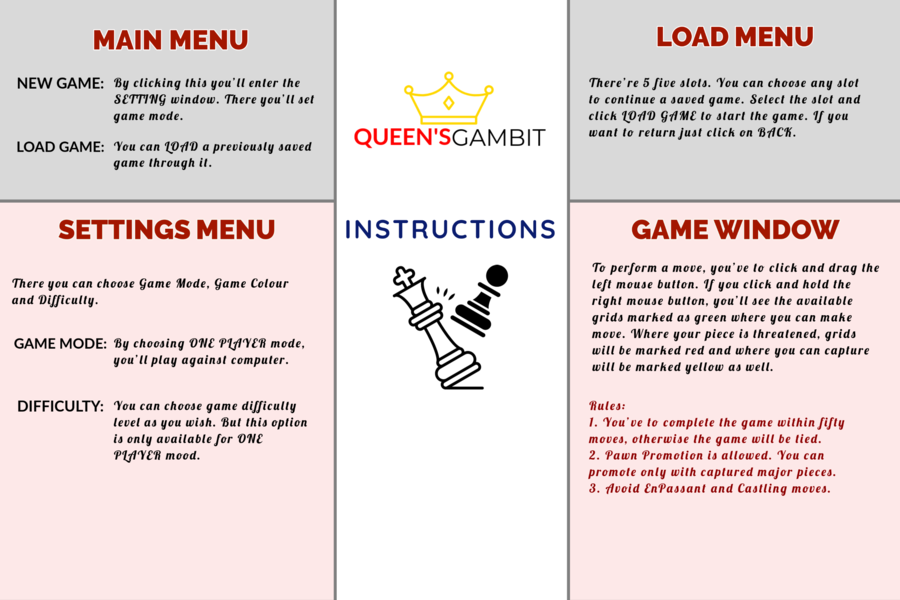 MAIN MENU
NEW GAME: By clicking this you'll enter the
SETTING window. There you'll set
game mode.
LOAD GAME: You can LOAD a previously saved
game through it.
SETTINGS MENU
There you can choose Game Mode, Game Colour
and Difficulty.
GAME MODE: By choosing ONE PLAYER mode,
you'll play against computer.
DIFFICULTY: You can choose game difficulty
level as you wish. But this option
is only available for ONE
PLAYER mood.
QUEEN'SGAMBIT
INSTRUCTIONS
LOAD MENU
There're 5 five slots. You can choose any slot
to continue a saved game. Select the slot and
click LOAD GAME to start the game. If you
want to return just click on BACK.
GAME WINDOW
To perform a move, you've to click and drag the
left mouse button. If you click and hold the
right mouse button, you'll see the available
grids marked as green where you can make
move. Where your piece is threatened, grids
will be marked red and where you can capture
will be marked yellow as well.
Rules:
1. You've to complete the game within fifty
moves, otherwise the game will be tied.
2. Pawn Promotion is allowed. You can
promote only with captured major pieces.
3. Avoid EnPassant and Castling moves.